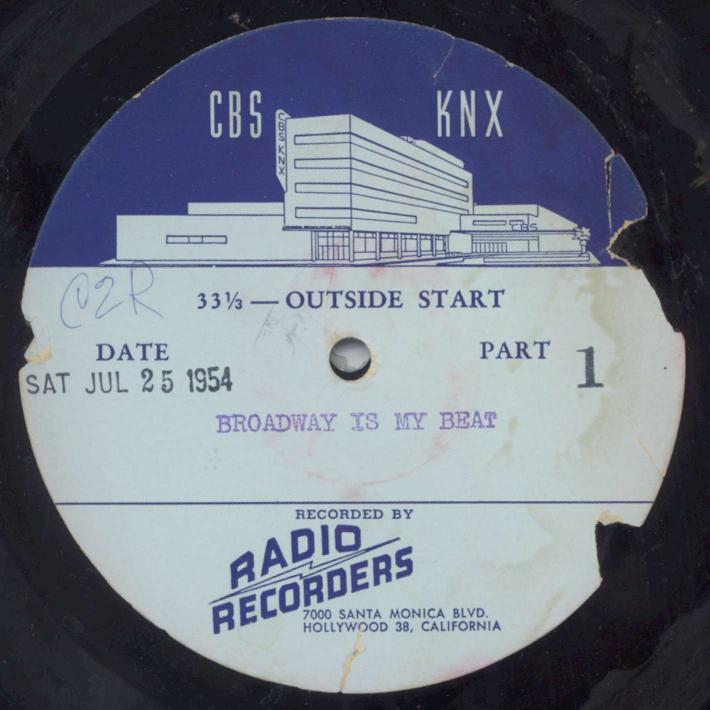 CBS KNX
CBS KNX
CBS
C2R
33⅓ — OUTSIDE START
DATE PART 1
SAT JUL 25 1954
BROADWAY IS MY BEAT
RECORDED BY
RADIO
RECORDERS
7000 SANTA MONICA BLVD.
HOLLYWOOD 38, CALIFORNIA